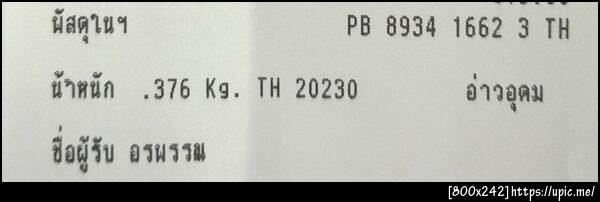 ผัสดุในฯ PB 8934 1662 3 TH
น้ำหนัก .376 Kg. TH 20230 อ่าวอุดม
ชื่อผู้รับ อรพรรณ
[800x242] https://upic.me/